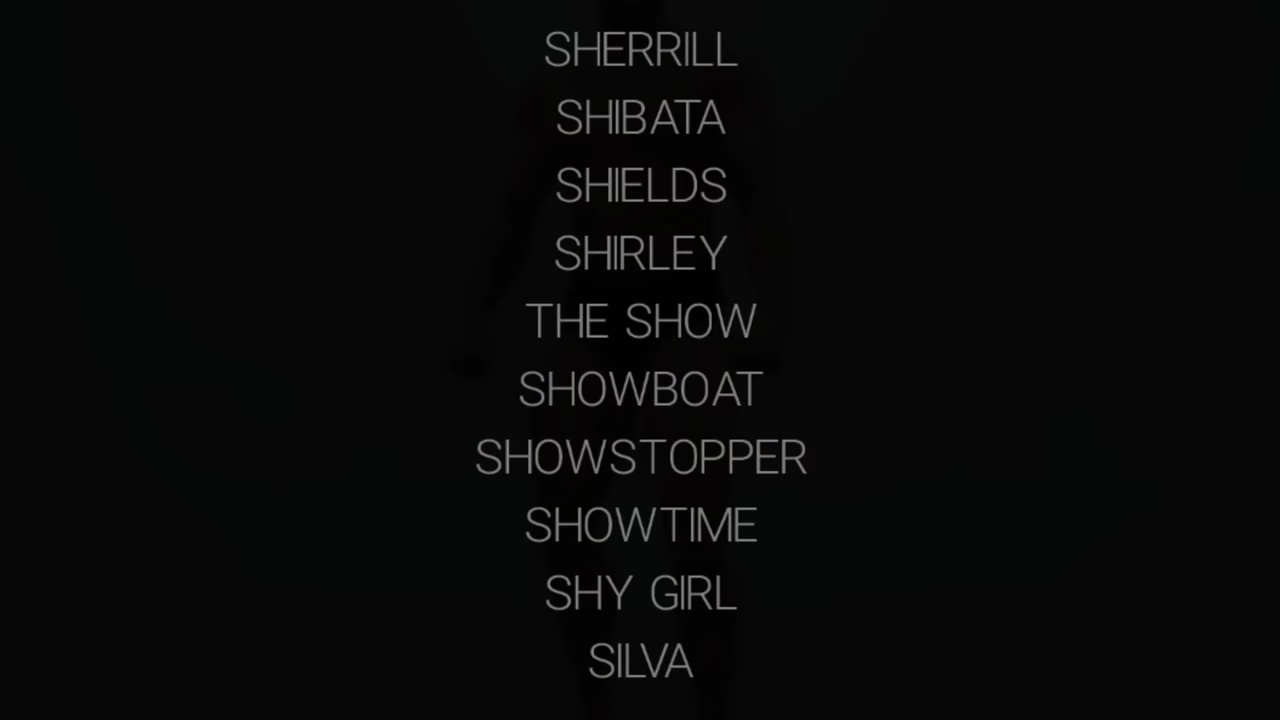 SHERRILL
SHIBATA
SHIELDS
SHIRLEY
THE SHOW
SHOWBOAT
SHOWSTOPPER
SHOWTIME
SHY GIRL
SILVA